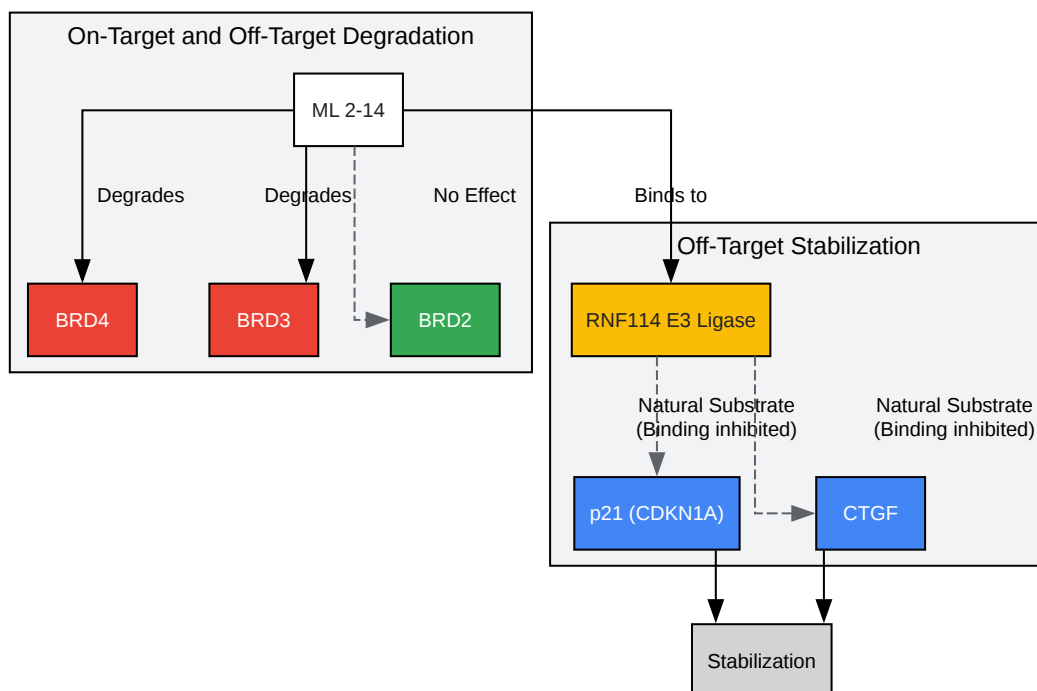 On-Target and Off-Target Degradation
ML 2-14
Degrades
Degrades
No Effect
Binds to
Off-Target Stabilization
BRD4
BRD3
BRD2
RNF114 E3 Ligase
Natural Substrate
(Binding inhibited)
Natural Substrate
(Binding inhibited)
p21 (CDKN1A)
CTGF
Stabilization